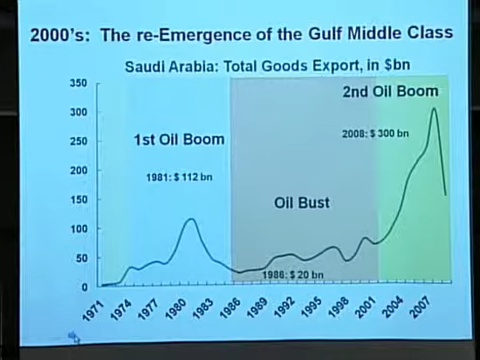 2000's: The re-Emergence of the Gulf Middle Class
Saudi Arabia: Total Goods Export, in $bn
350
300
250
200
150
100
50
0
1st Oil Boom
1981: $ 112 bn
Oil Bust
1986: $ 20 bn
2nd Oil Boom
2008: $ 300 bn
1971
1974
1977
1980
1983
1986
1989
1992
1995
1998
2001
2004
2007